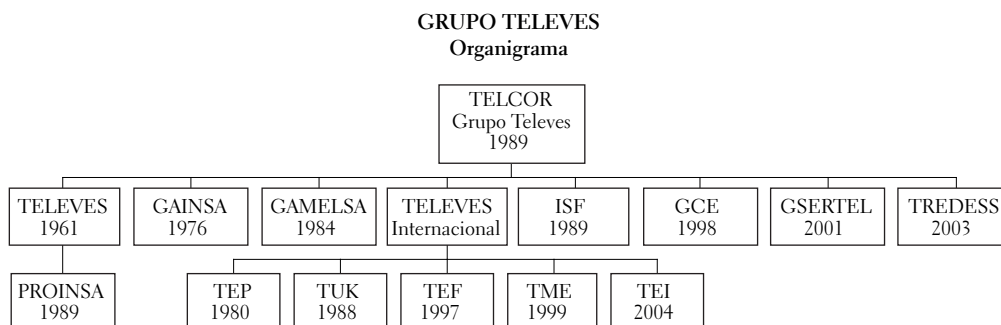 GRUPO TELEVES
Organigrama
TELCOR
Grupo Televes
1989
TELEVES
1961
GAINSA
1976
GAMELSA
1984
TELEVES
Internacional
ISF
1989
GCE
1998
GSERTEL
2001
TREDESS
2003
PROINSA
1989
TEP
1980
TUK
1988
TEF
1997
TME
1999
TEI
2004